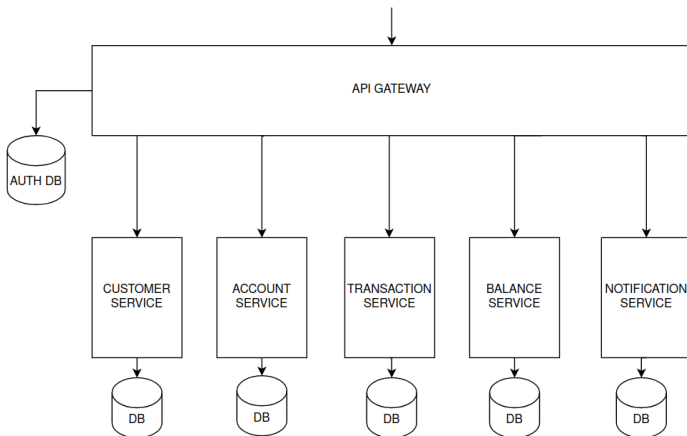 API GATEWAY
AUTH DB
CUSTOMER
SERVICE
ACCOUNT
SERVICE
TRANSACTION
SERVICE
BALANCE
SERVICE
NOTIFICATION
SERVICE
DB
DB
DB
DB
DB